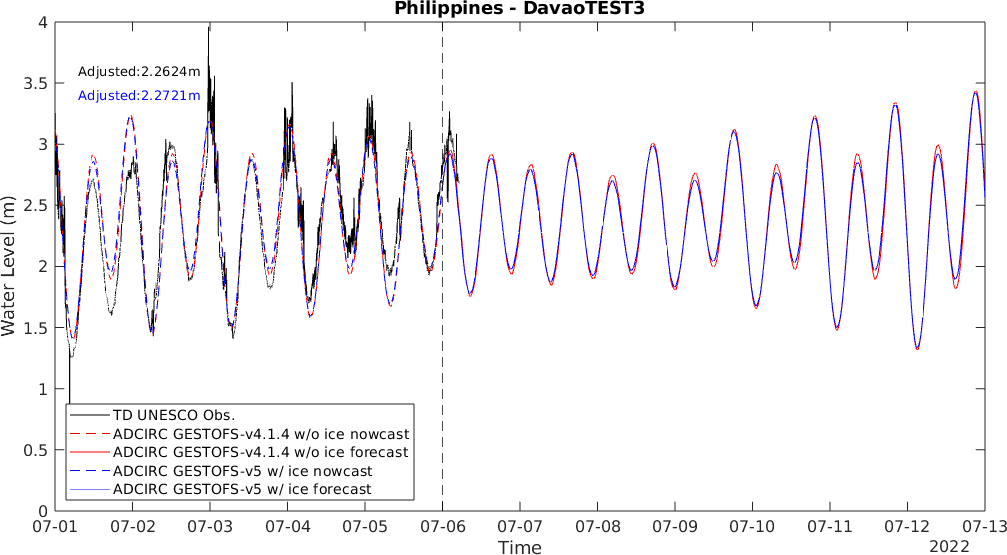 Philippines - DavaoTEST3
4
3.5
3
2.5
2
1.5
1
0.5
0
Water Level (m)
Adjusted:2.2624m
Adjusted:2.2721m
TD UNESCO Obs.
ADCIRC GESTOFS-v4.1.4 w/o ice nowcast
ADCIRC GESTOFS-v4.1.4 w/o ice forecast
ADCIRC GESTOFS-v5 w/ ice nowcast
ADCIRC GESTOFS-v5 w/ ice forecast
07-01 07-02 07-03 07-04 07-05 07-06 07-07 07-08 07-09 07-10 07-11 07-12 07-13
Time
2022